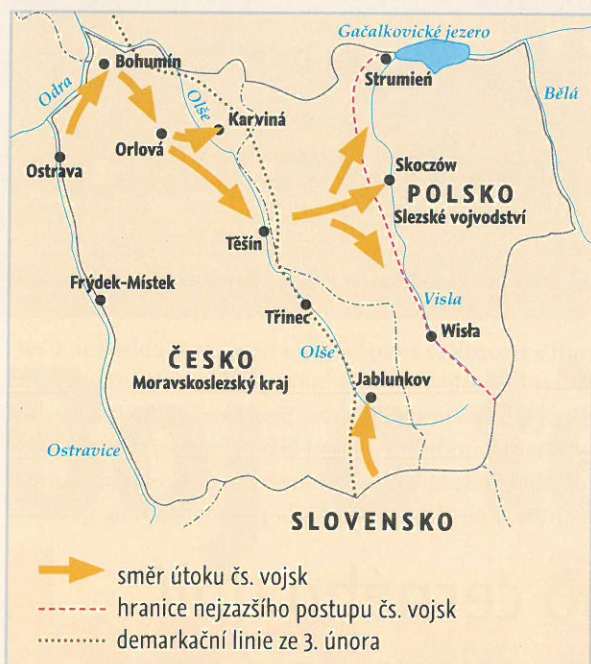 Gačalkovické jezero
Bohumín
Strumień
Odra
Olše
Bělá
Karviná
Orlová
Ostrava
Skoczów
POLSKO
Slezské vojvodství
Těšín
Frýdek-Místek
Visla
Třinec
Wisła
ČESKO
Olše
Moravskoslezský kraj
Jablunkov
Ostravice
SLOVENSKO
směr útoku čs. vojsk
hranice nejzazšího postupu čs. vojsk
demarkační linie ze 3. února